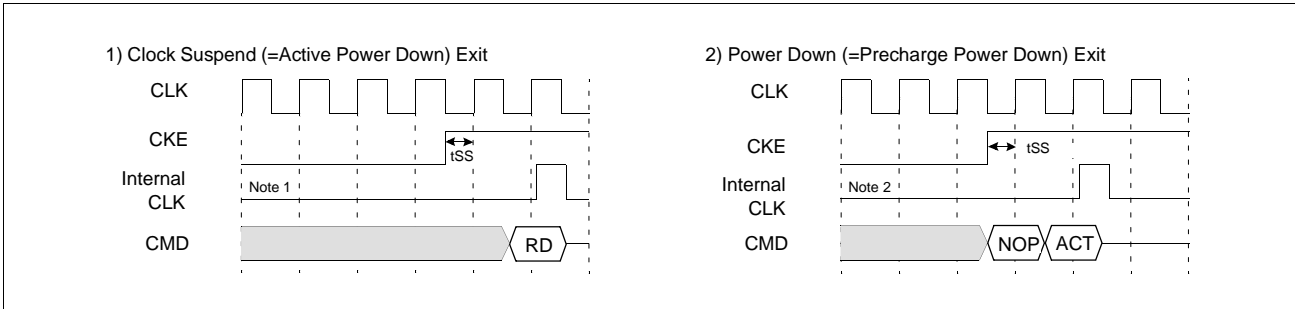 1) Clock Suspend (=Active Power Down) Exit
CLK
CKE
tSS
Internal
CLK
Note 1
CMD
RD
2) Power Down (=Precharge Power Down) Exit
CLK
CKE
tSS
Internal
CLK
Note 2
CMD
NOP
ACT